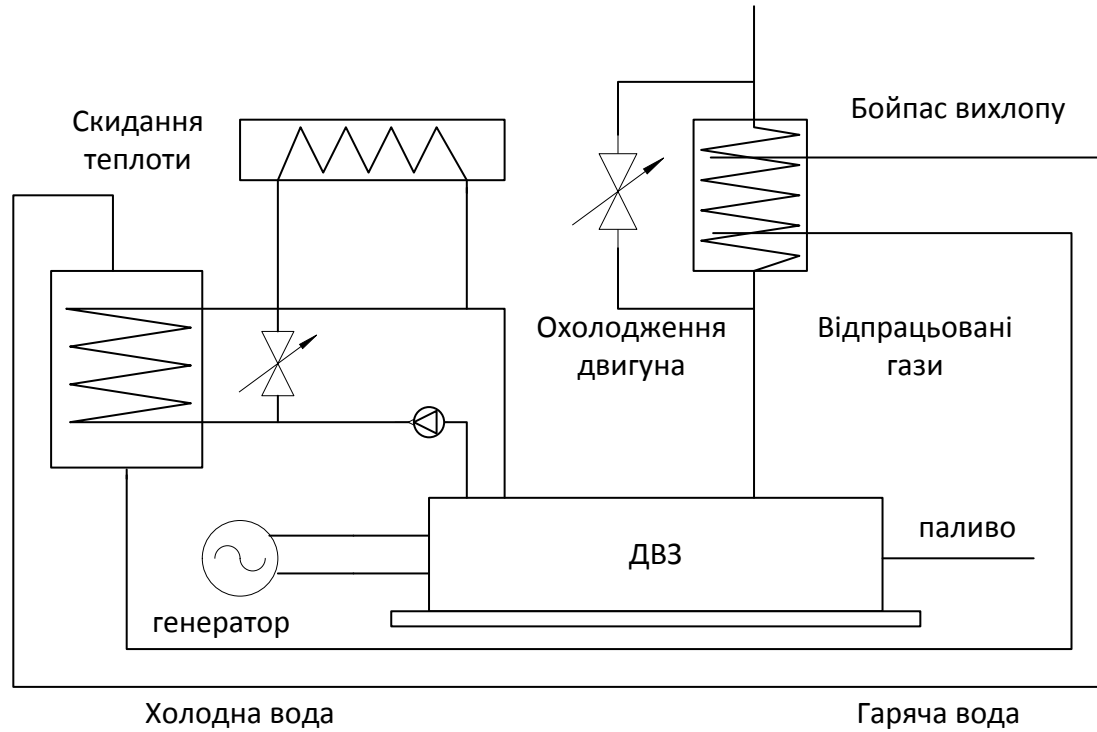 Бойпас вихлопу
Скидання
теплоти
Охолодження
двигуна
Відпрацьовані
гази
паливо
ДВЗ
генератор
Холодна вода
Гаряча вода